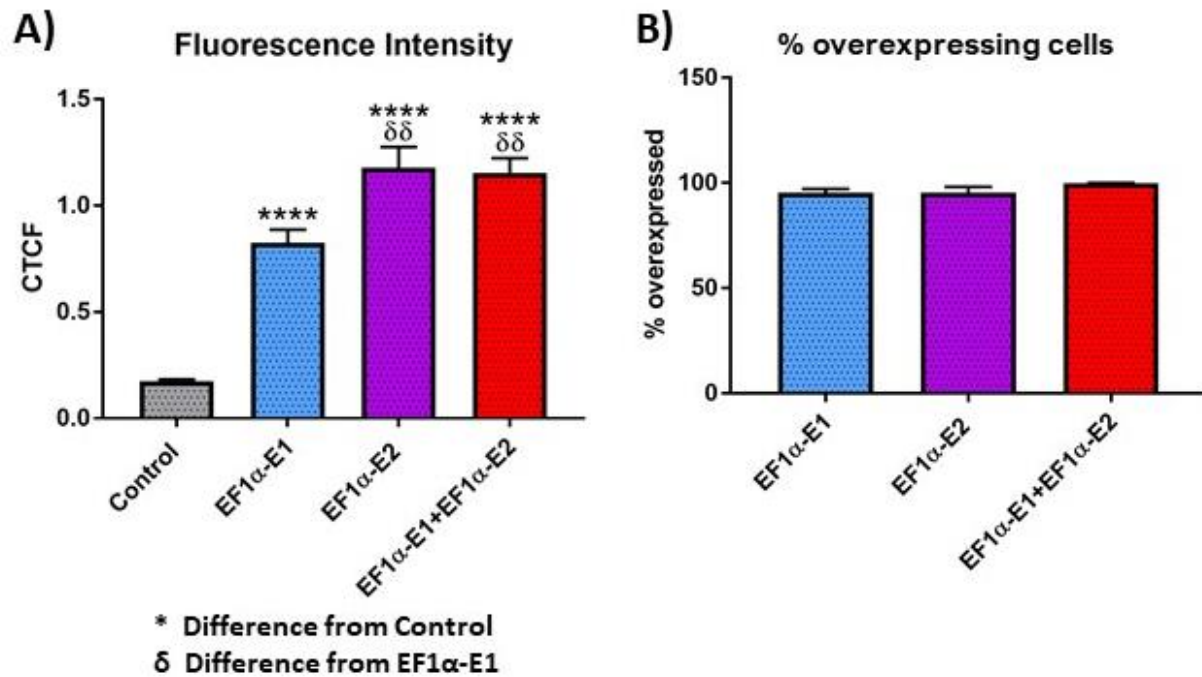 A)
Fluorescence Intensity
CTCF
1.5
1.0
0.5
0.0
****
****
δδ
****
δδ
Control
EF1α-E1
EF1α-E2
EF1α-E1+EF1α-E2
* Difference from Control
δ Difference from EF1α-E1
B)
% overexpressing cells
% overexpressed
150
100
50
0
EF1α-E1
EF1α-E2
EF1α-E1+EF1α-E2